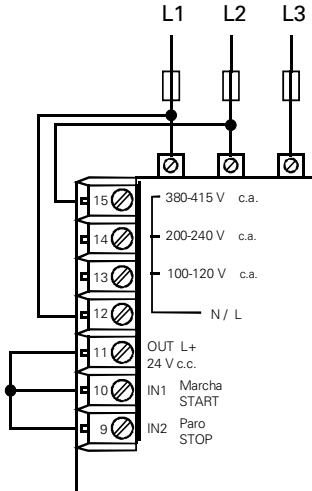 L1 L2 L3
15 380-415 V c.a.
14 200-240 V c.a.
13 100-120 V c.a.
12 N / L
11 OUT L+
24 V c.c.
10 IN1 Marcha
START
9 IN2 Paro
STOP